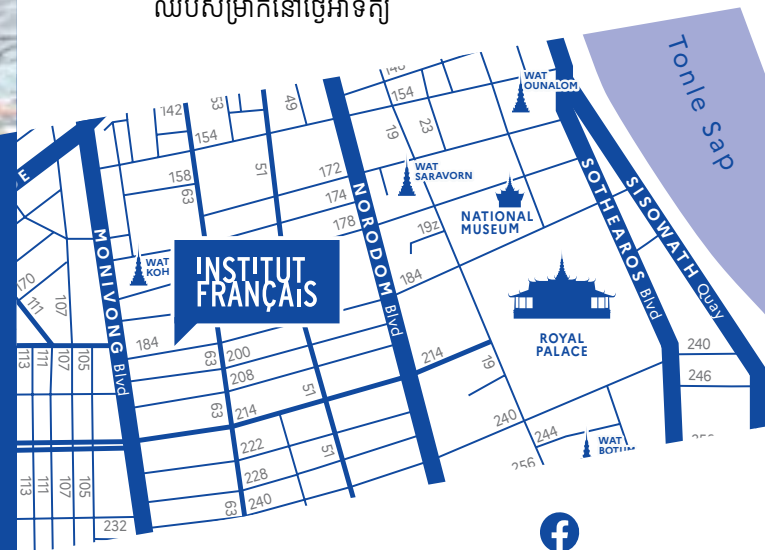 ឈប់សម្រាកនៅថ្ងៃអាទិត្យ
Tonle Sap
WAT
OUNALOM
WAT
SARAVORN
NATIONAL
MUSEUM
SOTHEAROS Blvd
SISOWATH Quay
NORODOM Blvd
MONIVONG Blvd
WAT
KOH
INSTITUT
FRANÇAIS
ROYAL
PALACE
WAT
BOTUM
142
53
49
154
154
19
23
158
63
51
172
174
178
19z
184
170
111
107
184
113
111
107
105
63
200
208
63
214
51
214
19
240
246
222
51
228
240
63
240
244
256
113
111
107
105
232